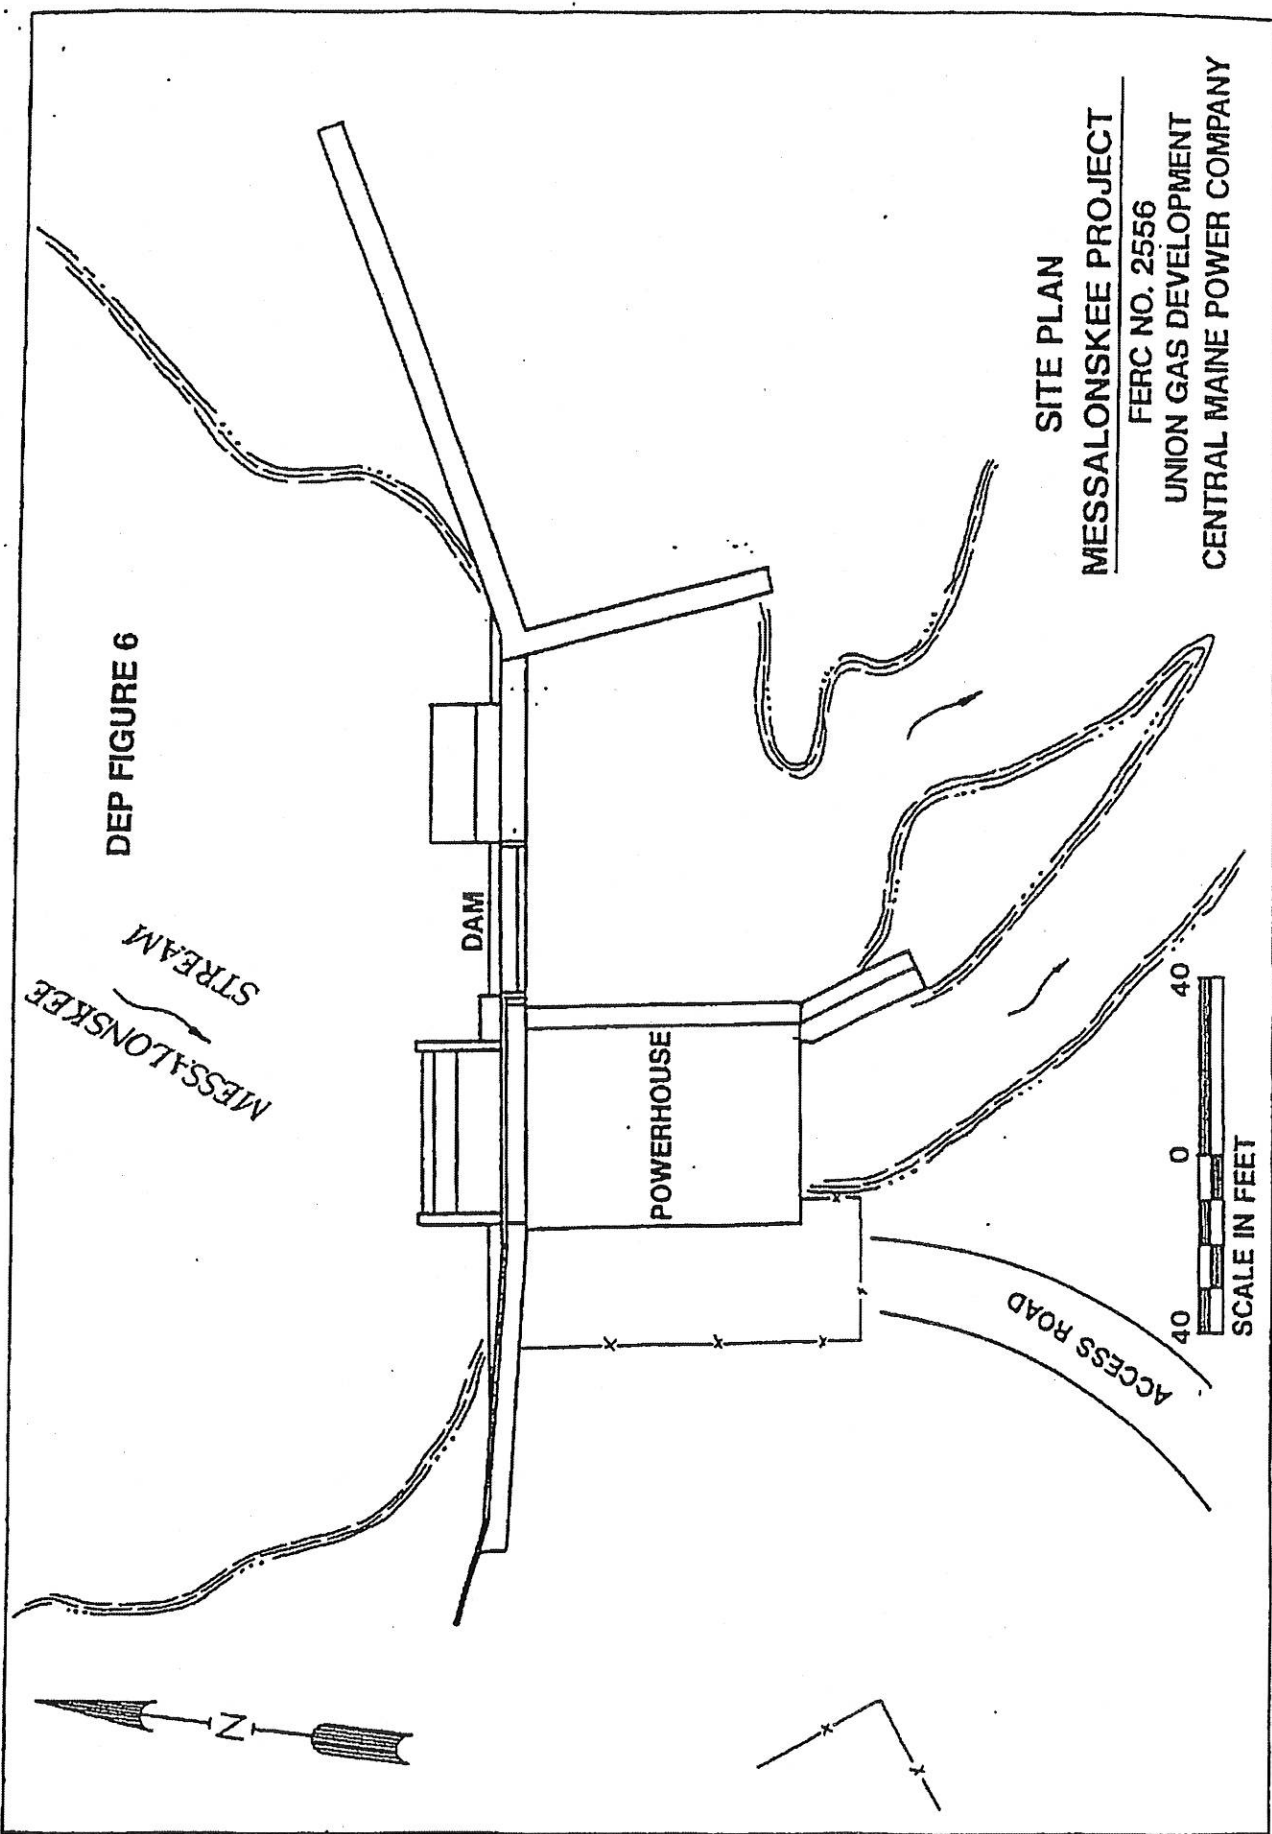 DEP FIGURE 6
MESSALONSKEE
STREAM
N
DAM
POWERHOUSE
ACCESS ROAD
40 0 40
SCALE IN FEET
SITE PLAN
MESSALONSKEE PROJECT
FERC NO. 2556
UNION GAS DEVELOPMENT
CENTRAL MAINE POWER COMPANY